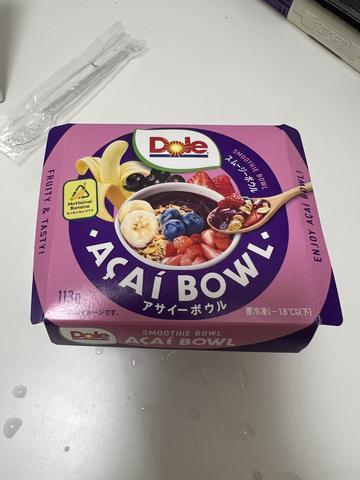 Dole
SMOOTHIE BOWL
スムージーボウル
FRUITY & TASTY!
Mottainai
Banana
ENJOY AÇAÍ BOWL!
AÇAÍ BOWL
アサイーボウル
113g
要冷凍(-18℃以下)
イメージです。
Dole
SMOOTHIE BOWL
AÇAÍ BOWL